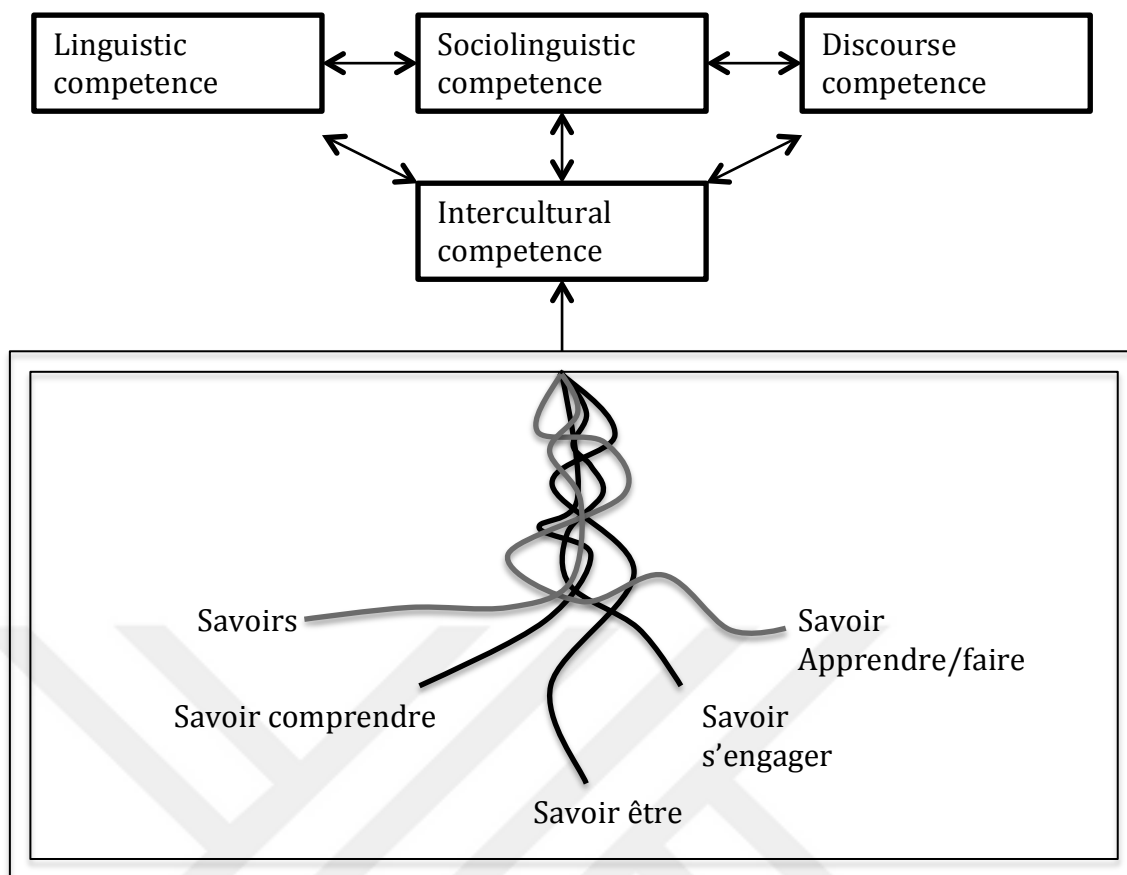 Linguistic
competence
Sociolinguistic
competence
Discourse
competence
Intercultural
competence
Savoirs
Savoir
Apprendre/faire
Savoir comprendre
Savoir
s’engager
Savoir être